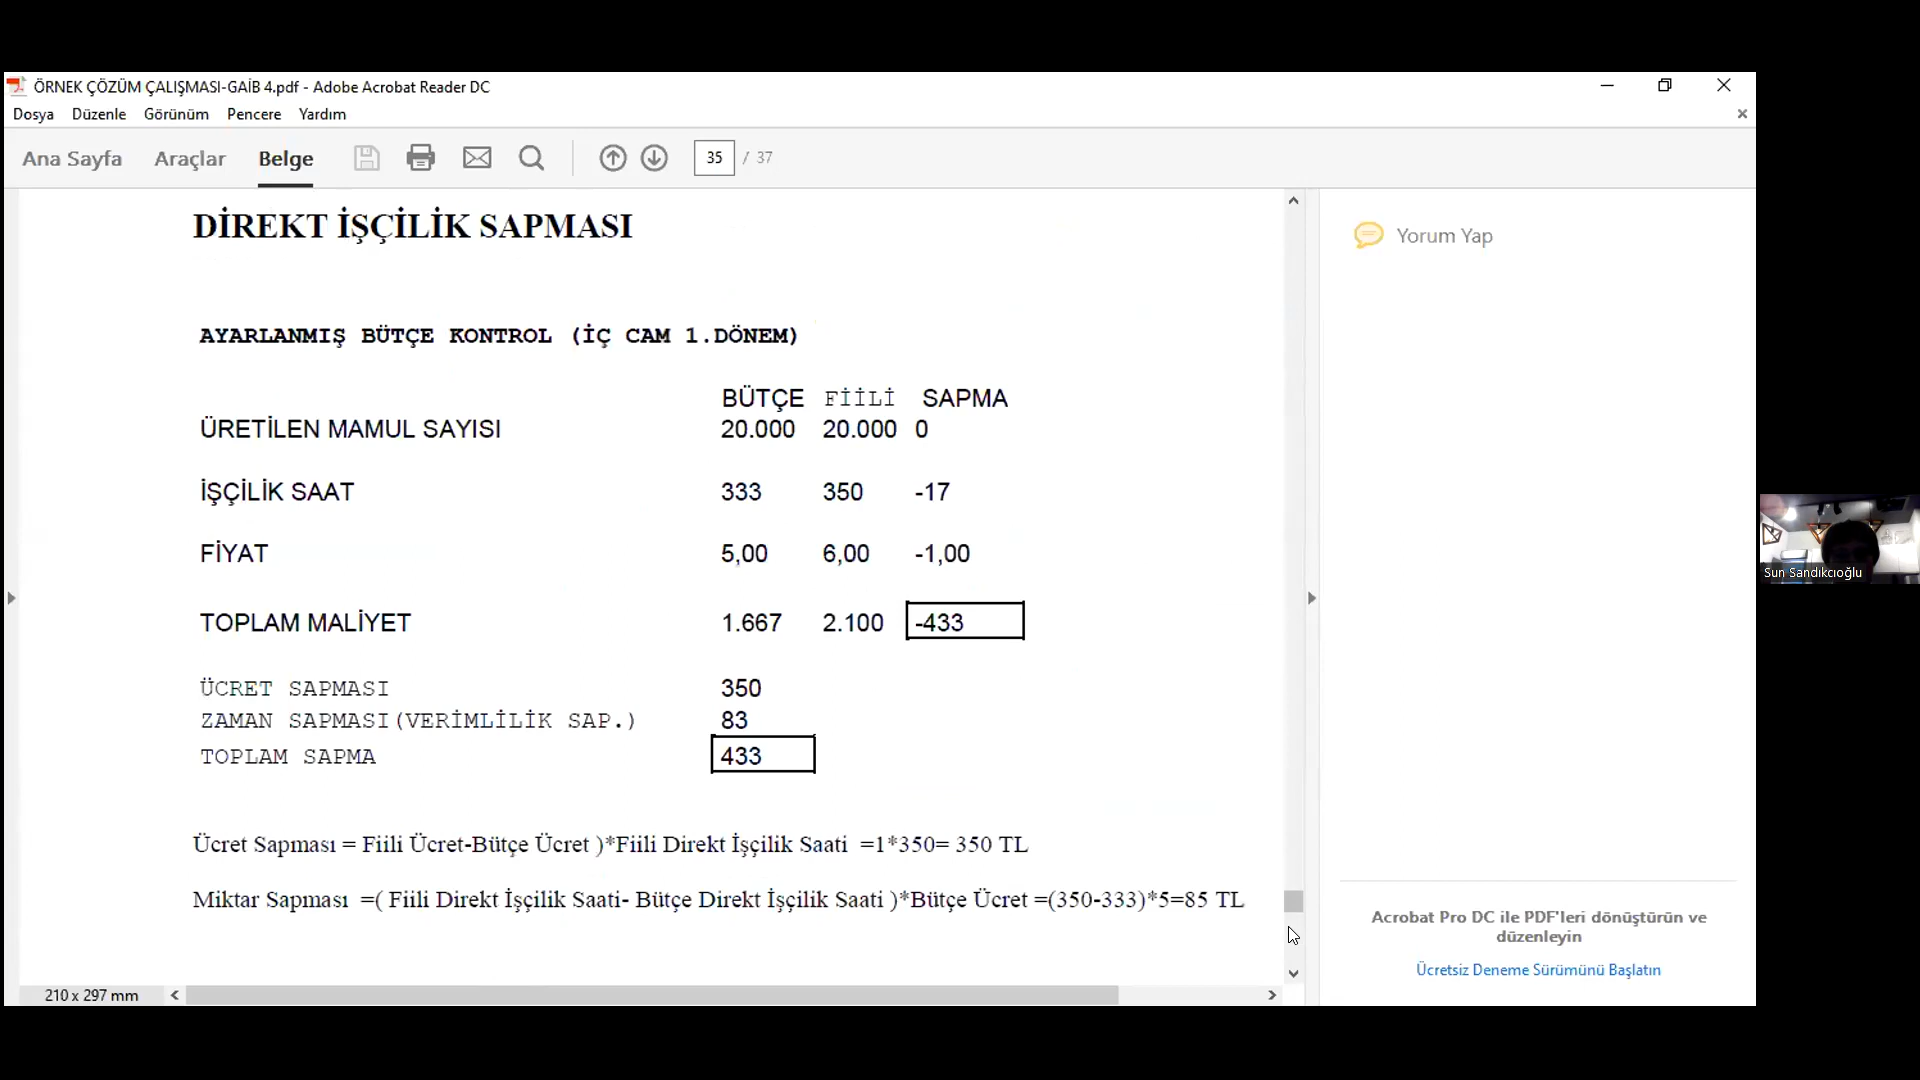 ÖRNEK ÇÖZÜM ÇALIŞMASI-GAİB 4.pdf - Adobe Acrobat Reader DC
Dosya Düzenle Görünüm Pencere Yardım
Ana Sayfa Araçlar Belge 35 / 37
DİREKT İŞÇİLİK SAPMASI
AYARLANMIŞ BÜTÇE KONTROL (İÇ CAM 1.DÖNEM)
BÜTÇE FİİLİ SAPMA
ÜRETİLEN MAMUL SAYISI 20.000 20.000 0
İŞÇİLİK SAAT 333 350 -17
FİYAT 5,00 6,00 -1,00
TOPLAM MALİYET 1.667 2.100 -433
ÜCRET SAPMASI 350
ZAMAN SAPMASI(VERİMLİLİK SAP.) 83
TOPLAM SAPMA 433
Ücret Sapması = Fiili Ücret-Bütçe Ücret )*Fiili Direkt İşçilik Saati =1*350= 350 TL
Miktar Sapması =( Fiili Direkt İşçilik Saati- Bütçe Direkt İşçilik Saati )*Bütçe Ücret =(350-333)*5=85 TL
210 x 297 mm
Yorum Yap
Acrobat Pro DC ile PDF'leri dönüştürün ve
düzenleyin
Ücretsiz Deneme Sürümünü Başlatın
Sun Sandıkcıoğlu